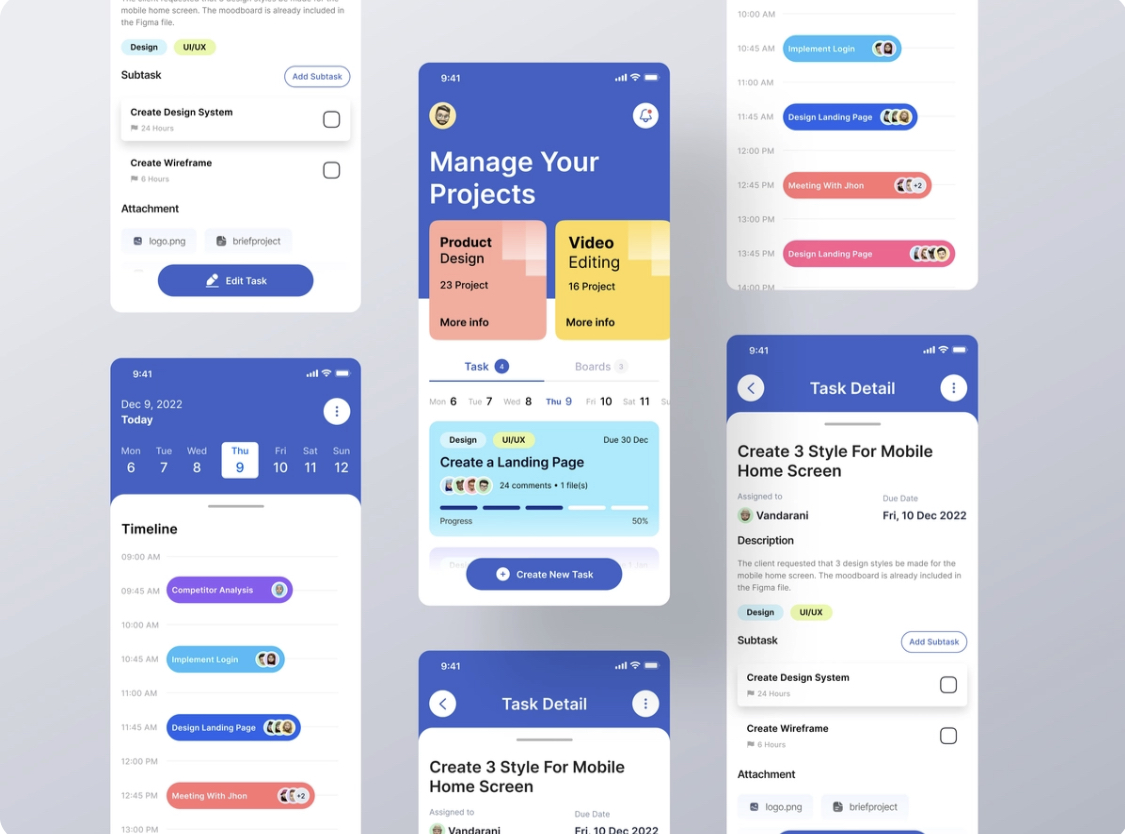 The client requested that 3 design styles be made for the
mobile home screen. The moodboard is already included in
the Figma file.
Design UI/UX
Subtask Add Subtask
Create Design System
24 Hours
Create Wireframe
6 Hours
Attachment
logo.png briefproject
Edit Task
9:41
Dec 9, 2022
Today
Mon Tue Wed Thu Fri Sat Sun
6 7 8 9 10 11 12
Timeline
09:00 AM
09:45 AM Competitor Analysis
10:00 AM
10:45 AM Implement Login
11:00 AM
11:45 AM Design Landing Page
12:00 PM
12:45 PM Meeting With Jhon +2
13:00 PM
9:41
Manage Your
Projects
Product
Design
23 Project
More info
Video
Editing
16 Project
More info
Task 4 Boards 3
Mon 6 Tue 7 Wed 8 Thu 9 Fri 10 Sat 11 Su
Design UI/UX Due 30 Dec
Create a Landing Page
24 comments • 1 file(s)
Progress 50%
Create New Task
9:41
Task Detail
Create 3 Style For Mobile
Home Screen
Assigned to Due Date
Vandarani Fri, 10 Dec 2022
10:00 AM
10:45 AM Implement Login
11:00 AM
11:45 AM Design Landing Page
12:00 PM
12:45 PM Meeting With Jhon +2
13:00 PM
13:45 PM Design Landing Page
14:00 PM
9:41
Task Detail
Create 3 Style For Mobile
Home Screen
Assigned to Due Date
Vandarani Fri, 10 Dec 2022
Description
The client requested that 3 design styles be made for the
mobile home screen. The moodboard is already included in
the Figma file.
Design UI/UX
Subtask Add Subtask
Create Design System
24 Hours
Create Wireframe
6 Hours
Attachment
logo.png briefproject